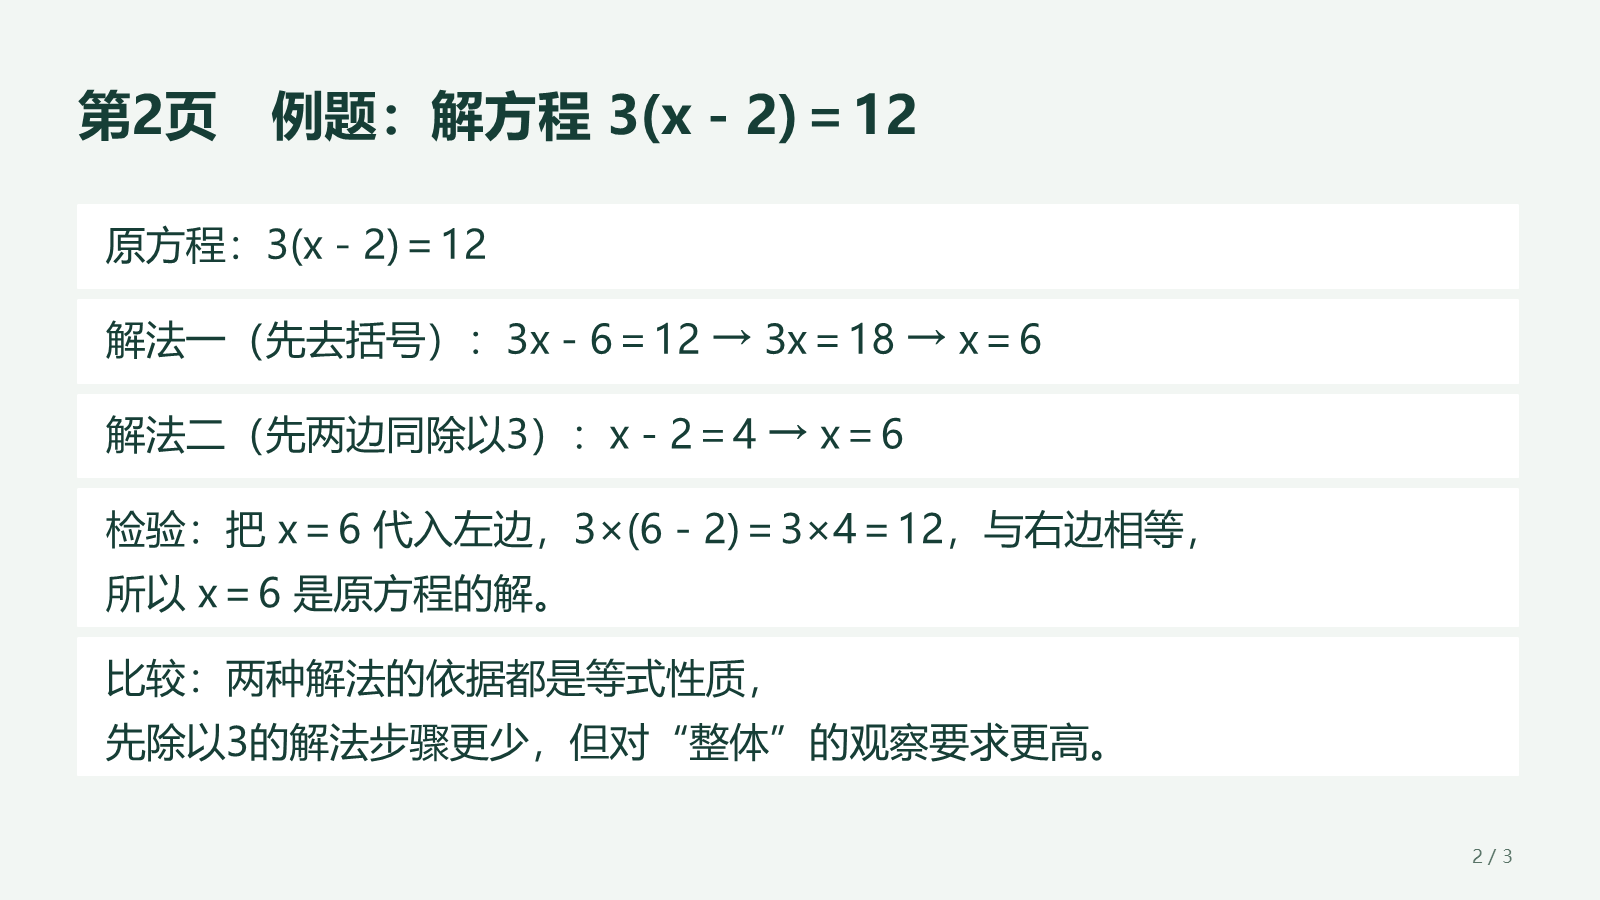 第2页　例题：解方程 3(x - 2) = 12
原方程：3(x - 2) = 12
解法一（先去括号）：3x - 6 = 12 → 3x = 18 → x = 6
解法二（先两边同除以3）：x - 2 = 4 → x = 6
检验：把 x = 6 代入左边，3×(6 - 2) = 3×4 = 12，与右边相等，
所以 x = 6 是原方程的解。
比较：两种解法的依据都是等式性质，
先除以3的解法步骤更少，但对“整体”的观察要求更高。
2 / 3